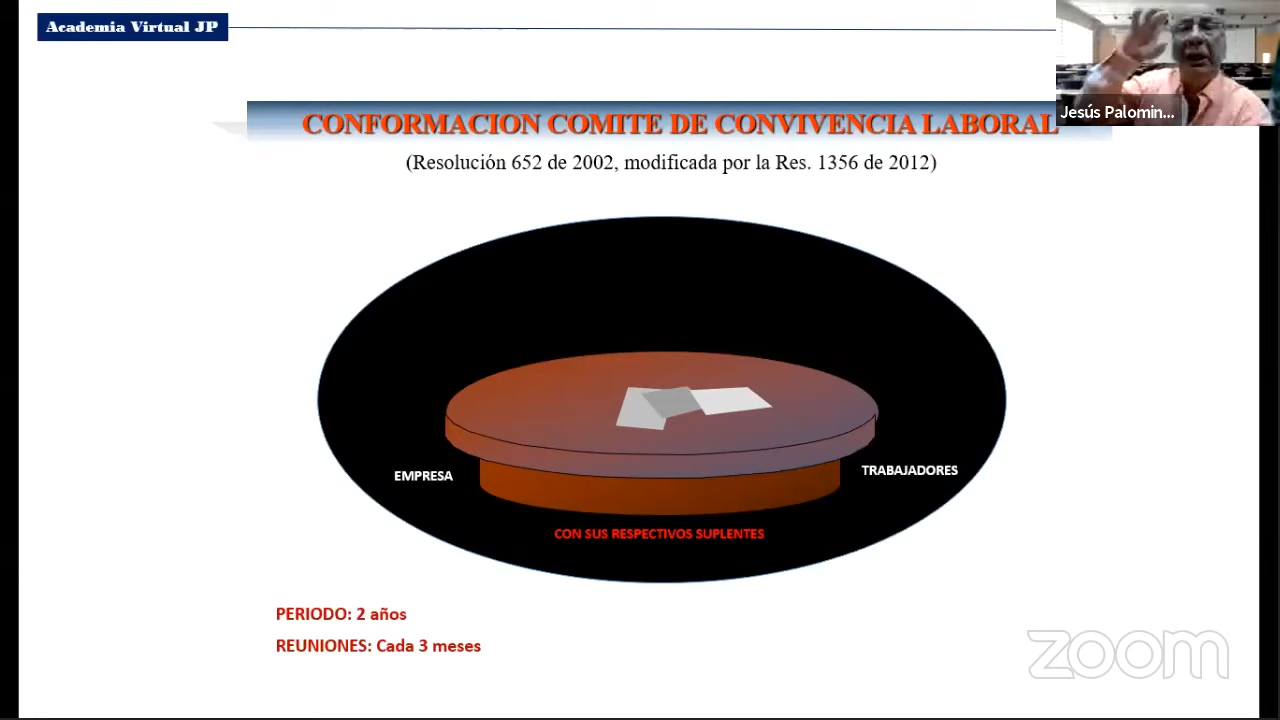 Academia Virtual JP
Jesús Palomin...
CONFORMACION COMITE DE CONVIVENCIA LABORAL
(Resolución 652 de 2002, modificada por la Res. 1356 de 2012)
EMPRESA
TRABAJADORES
CON SUS RESPECTIVOS SUPLENTES
PERIODO: 2 años
REUNIONES: Cada 3 meses
zoom